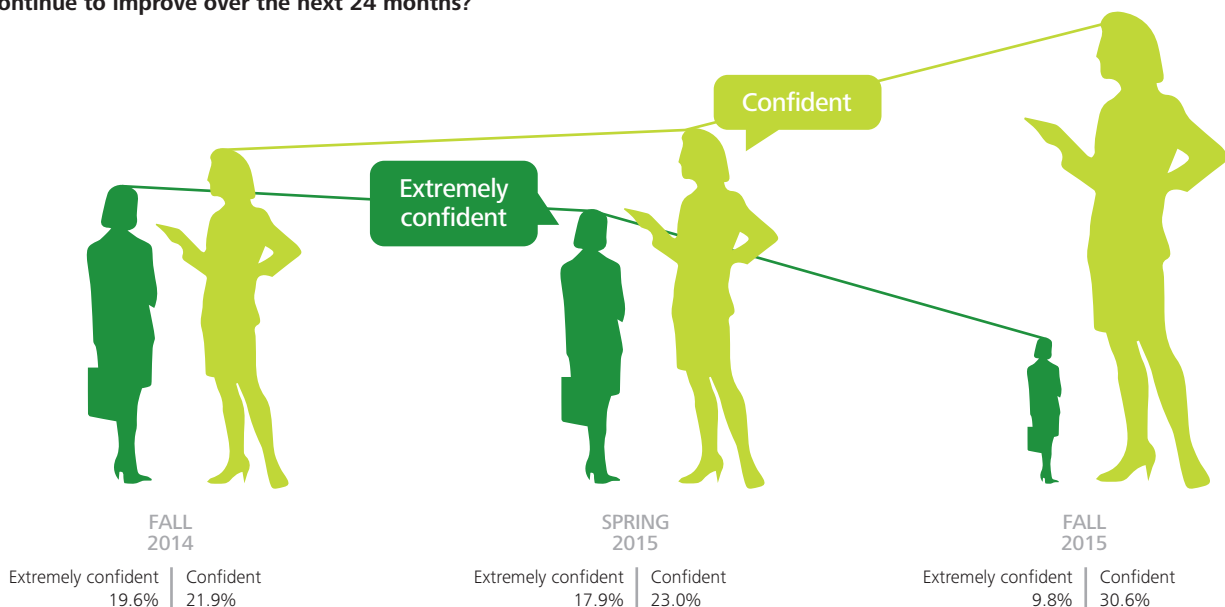 continue to improve over the next 24 months?
Confident
Extremely
confident
FALL
2014
SPRING
2015
FALL
2015
Extremely confident
19.6%
Confident
21.9%
Extremely confident
17.9%
Confident
23.0%
Extremely confident
9.8%
Confident
30.6%